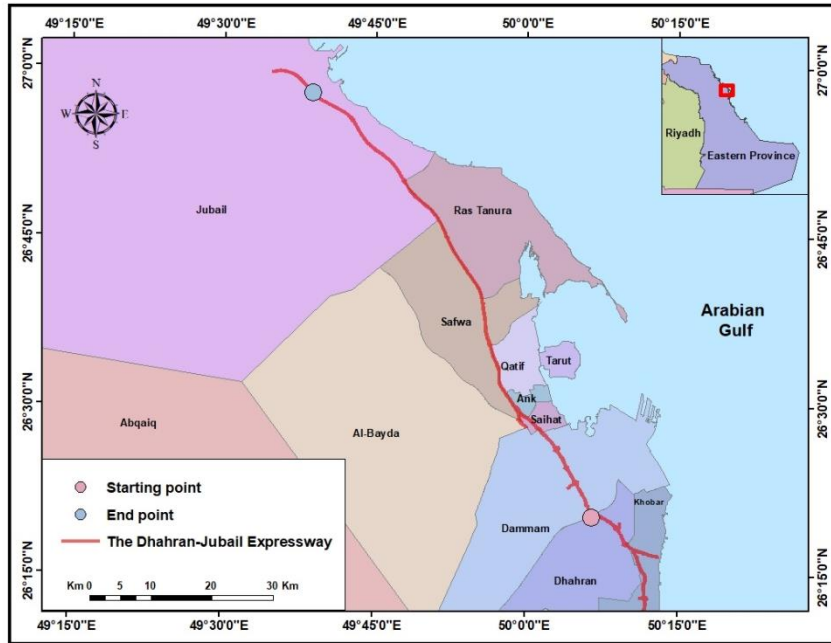 49°15'0"E 49°30'0"E 49°45'0"E 50°0'0"E 50°15'0"E
27°0'0"N
27°0'0"N
N
W E
S
Riyadh
Eastern Province
Jubail
Ras Tanura
26°45'0"N
26°45'0"N
Arabian
Gulf
Safwa
Qatif
Tarut
Ank
Saihat
26°30'0"N
26°30'0"N
Abqaiq
Al-Bayda
Khobar
Dammam
Dhahran
Starting point
End point
The Dhahran-Jubail Expressway
Km 0 5 10 20 30 Km
26°15'0"N
26°15'0"N
49°15'0"E 49°30'0"E 49°45'0"E 50°0'0"E 50°15'0"E